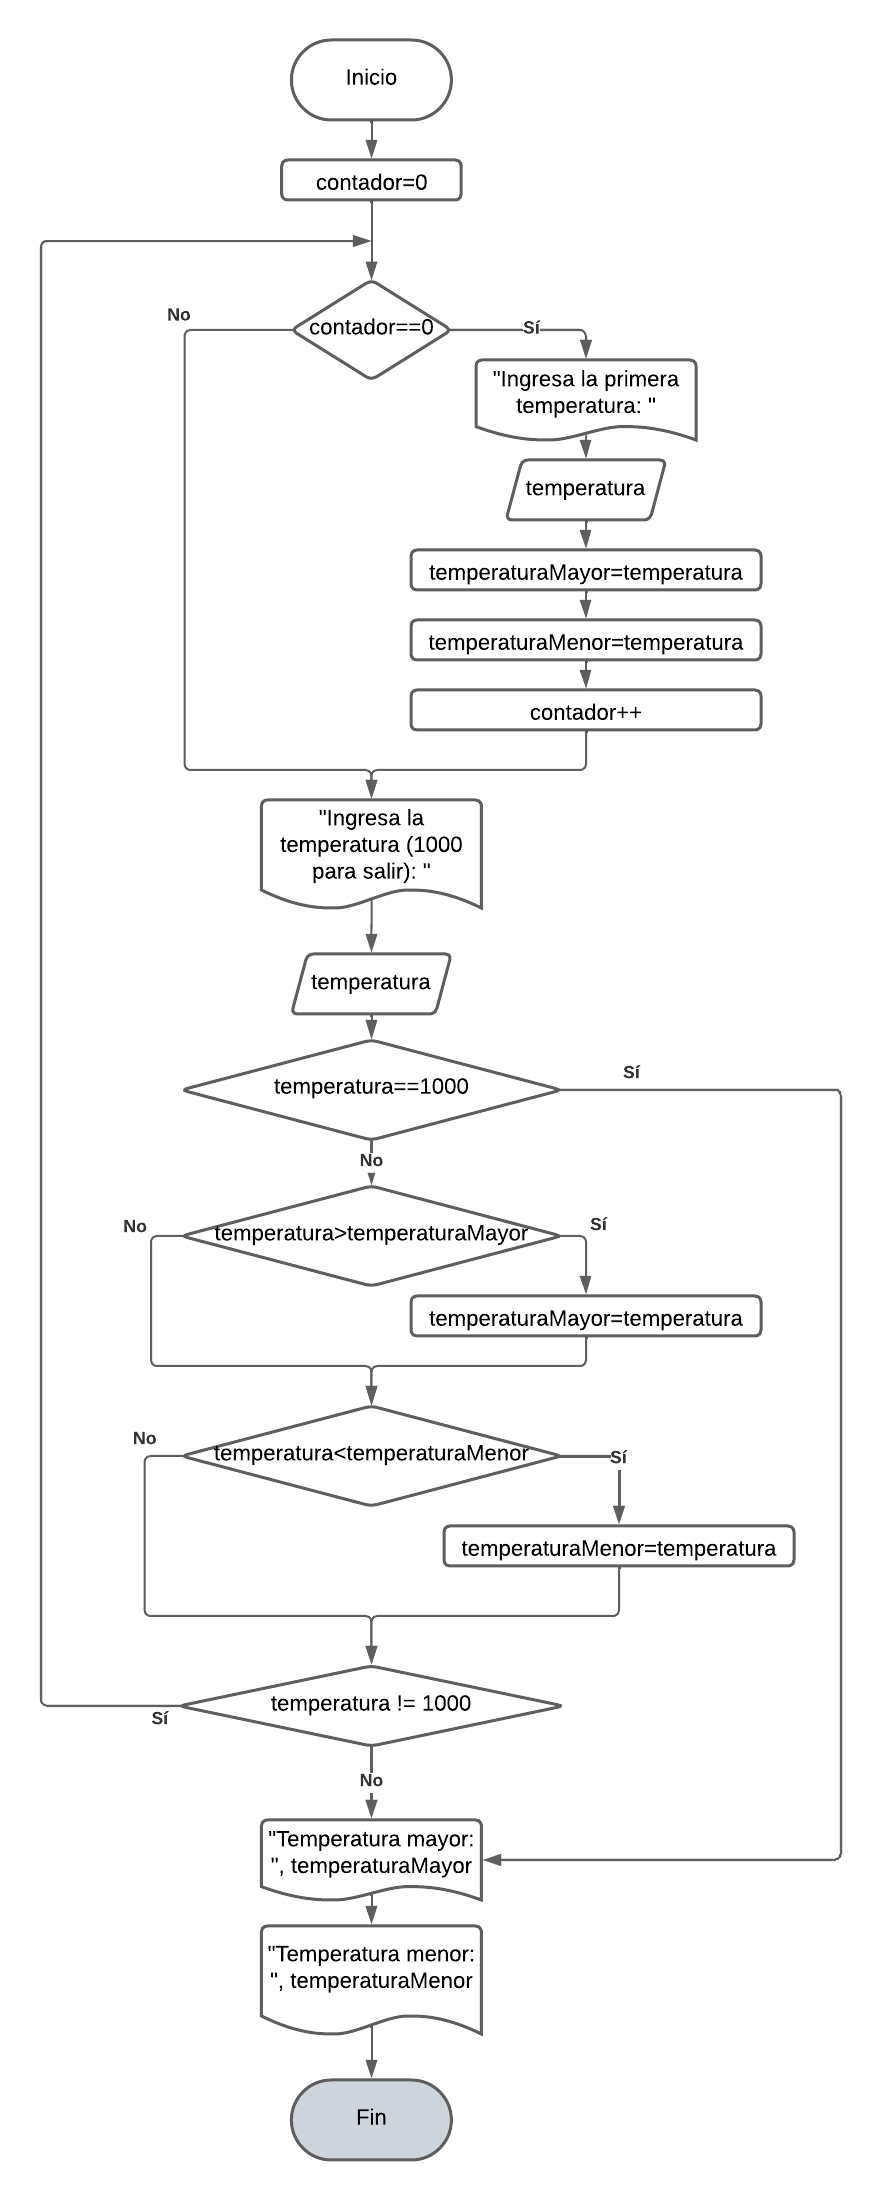 Inicio
contador=0
No
contador==0
Sí
"Ingresa la primera
temperatura: "
temperatura
temperaturaMayor=temperatura
temperaturaMenor=temperatura
contador++
"Ingresa la
temperatura (1000
para salir): "
temperatura
temperatura==1000
Sí
No
No
temperatura>temperaturaMayor
Sí
temperaturaMayor=temperatura
No
temperatura<temperaturaMenor
Sí
temperaturaMenor=temperatura
temperatura != 1000
Sí
No
"Temperatura mayor:
", temperaturaMayor
"Temperatura menor:
", temperaturaMenor
Fin